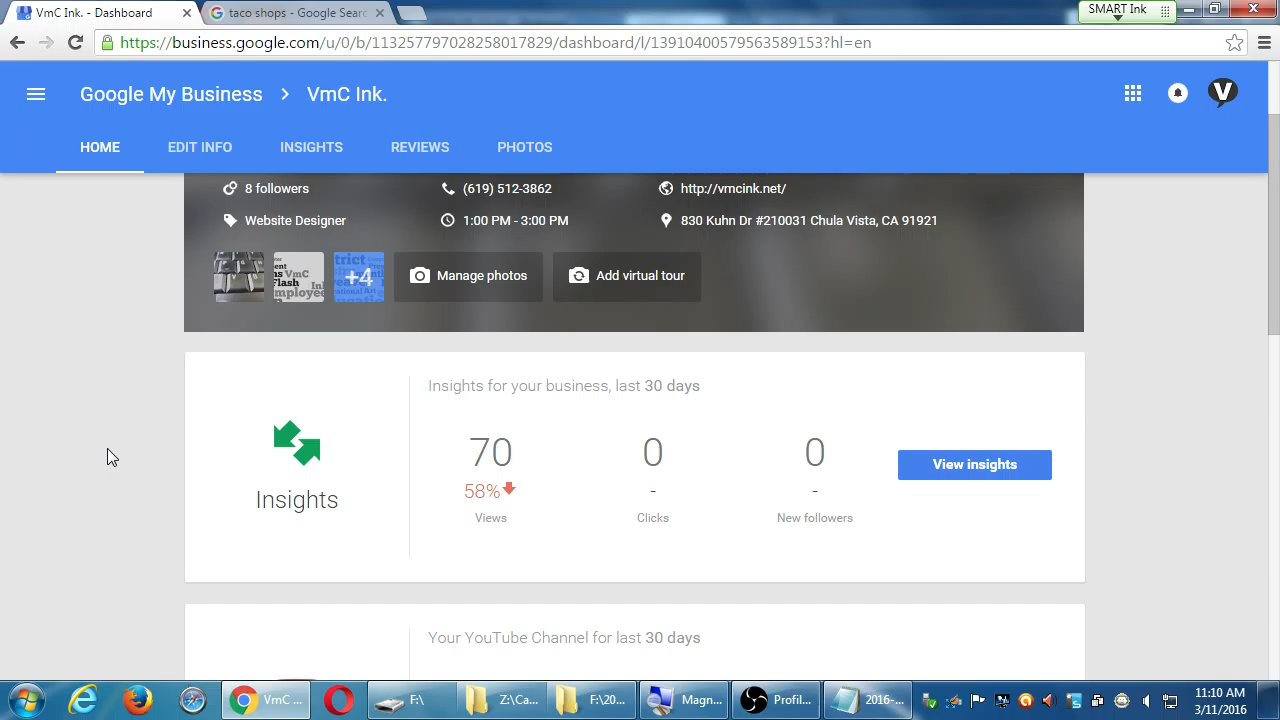 VmC Ink. - Dashboard
taco shops - Google Sear
SMART Ink
https://business.google.com/u/0/b/113257797028258017829/dashboard/l/13910400579563589153?hl=en
Google My Business > VmC Ink.
V
HOME EDIT INFO INSIGHTS REVIEWS PHOTOS
8 followers (619) 512-3862 http://vmcink.net/
Website Designer 1:00 PM - 3:00 PM 830 Kuhn Dr #210031 Chula Vista, CA 91921
+4 Manage photos Add virtual tour
Insights for your business, last 30 days
70 0 0
View insights
58% - -
Insights
Views Clicks New followers
Your YouTube Channel for last 30 days
VmC ... F:\ Z:\Ca... F:\20... Magn... Profil... 2016-...
11:10 AM
3/11/2016